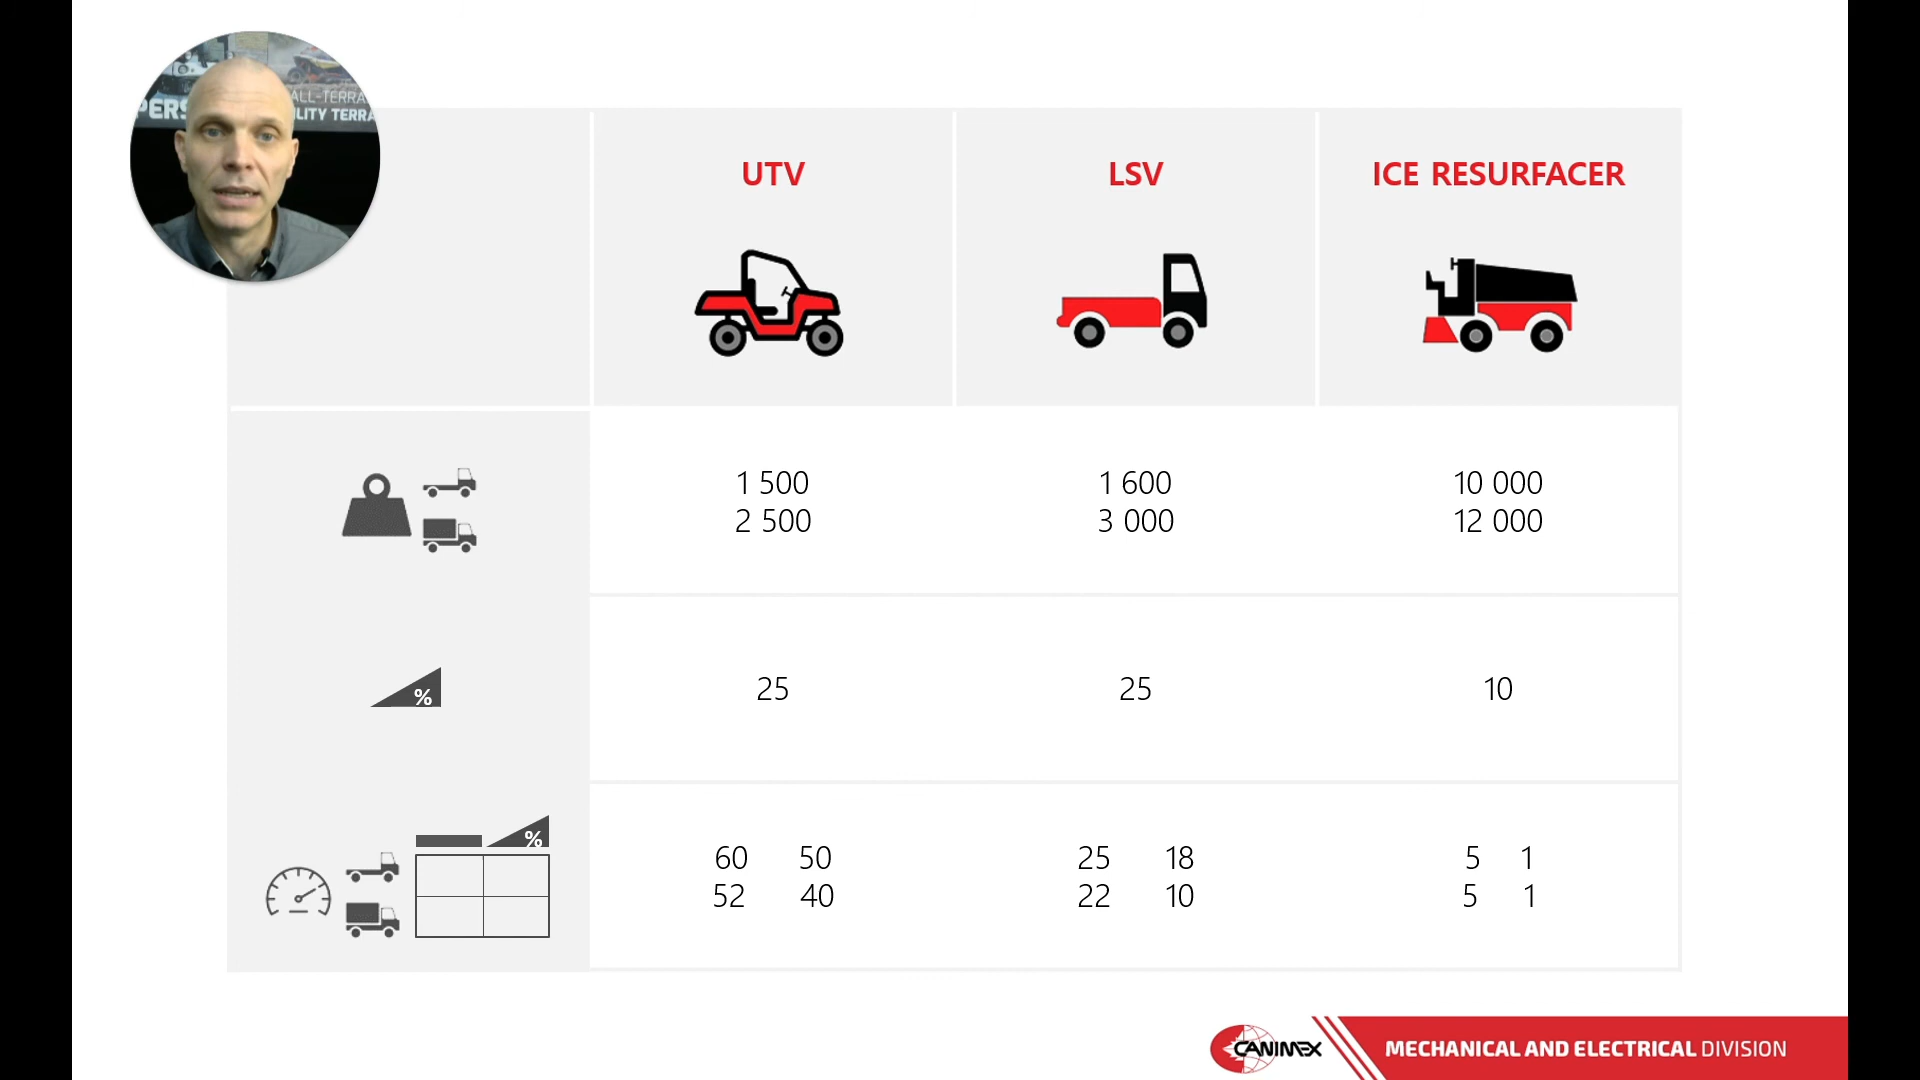 PERS
ALL-TERRA
ILITY TERRA
UTV
LSV
ICE RESURFACER
1 500
2 500
1 600
3 000
10 000
12 000
%
25
25
10
%
60 50
52 40
25 18
22 10
5 1
5 1
CANIMEX
MECHANICAL AND ELECTRICAL DIVISION